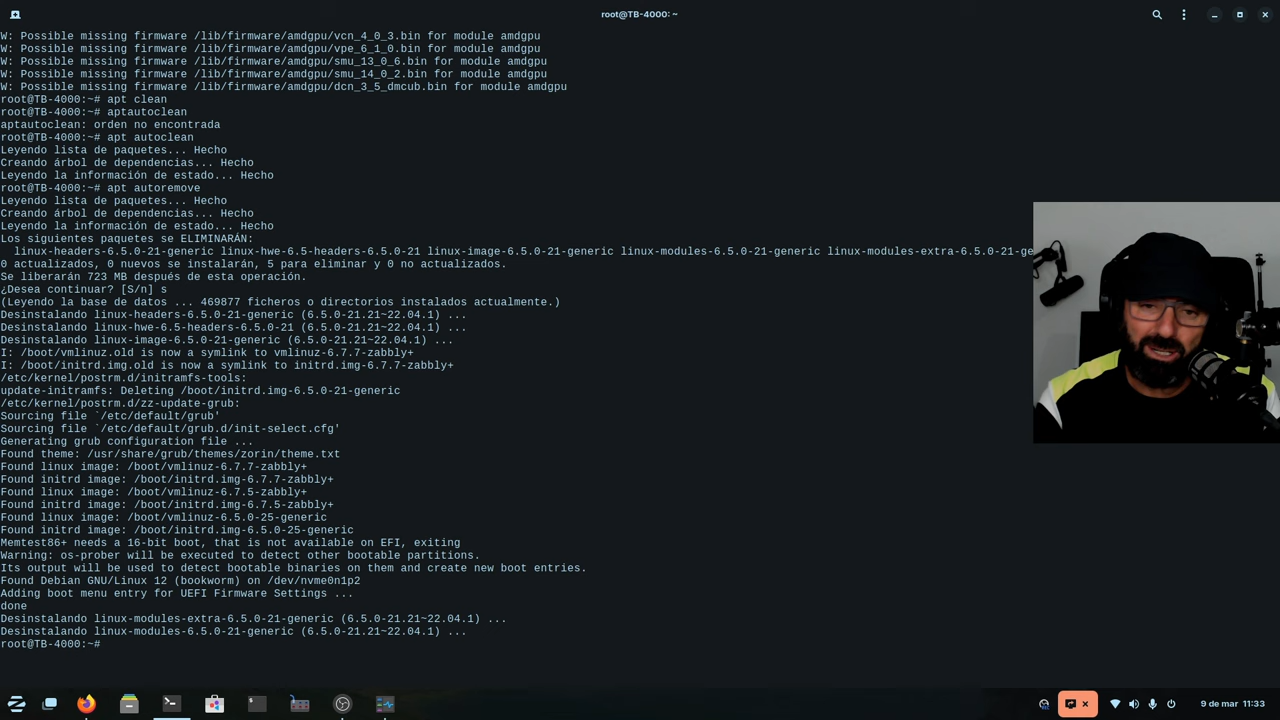 root@TB-4000: ~
W: Possible missing firmware /lib/firmware/amdgpu/vcn_4_0_3.bin for module amdgpu
W: Possible missing firmware /lib/firmware/amdgpu/vpe_6_1_0.bin for module amdgpu
W: Possible missing firmware /lib/firmware/amdgpu/smu_13_0_6.bin for module amdgpu
W: Possible missing firmware /lib/firmware/amdgpu/smu_14_0_2.bin for module amdgpu
W: Possible missing firmware /lib/firmware/amdgpu/dcn_3_5_dmcub.bin for module amdgpu
root@TB-4000:~# apt clean
root@TB-4000:~# aptautoclean
aptautoclean: orden no encontrada
root@TB-4000:~# apt autoclean
Leyendo lista de paquetes... Hecho
Creando árbol de dependencias... Hecho
Leyendo la información de estado... Hecho
root@TB-4000:~# apt autoremove
Leyendo lista de paquetes... Hecho
Creando árbol de dependencias... Hecho
Leyendo la información de estado... Hecho
Los siguientes paquetes se ELIMINARÁN:
linux-headers-6.5.0-21-generic linux-hwe-6.5-headers-6.5.0-21 linux-image-6.5.0-21-generic linux-modules-6.5.0-21-generic linux-modules-extra-6.5.0-21-ge
0 actualizados, 0 nuevos se instalarán, 5 para eliminar y 0 no actualizados.
Se liberarán 723 MB después de esta operación.
¿Desea continuar? [S/n] s
(Leyendo la base de datos ... 469877 ficheros o directorios instalados actualmente.)
Desinstalando linux-headers-6.5.0-21-generic (6.5.0-21.21~22.04.1) ...
Desinstalando linux-hwe-6.5-headers-6.5.0-21 (6.5.0-21.21~22.04.1) ...
Desinstalando linux-image-6.5.0-21-generic (6.5.0-21.21~22.04.1) ...
I: /boot/vmlinuz.old is now a symlink to vmlinuz-6.7.7-zabbly+
I: /boot/initrd.img.old is now a symlink to initrd.img-6.7.7-zabbly+
/etc/kernel/postrm.d/initramfs-tools:
update-initramfs: Deleting /boot/initrd.img-6.5.0-21-generic
/etc/kernel/postrm.d/zz-update-grub:
Sourcing file `/etc/default/grub'
Sourcing file `/etc/default/grub.d/init-select.cfg'
Generating grub configuration file ...
Found theme: /usr/share/grub/themes/zorin/theme.txt
Found linux image: /boot/vmlinuz-6.7.7-zabbly+
Found initrd image: /boot/initrd.img-6.7.7-zabbly+
Found linux image: /boot/vmlinuz-6.7.5-zabbly+
Found initrd image: /boot/initrd.img-6.7.5-zabbly+
Found linux image: /boot/vmlinuz-6.5.0-25-generic
Found initrd image: /boot/initrd.img-6.5.0-25-generic
Memtest86+ needs a 16-bit boot, that is not available on EFI, exiting
Warning: os-prober will be executed to detect other bootable partitions.
Its output will be used to detect bootable binaries on them and create new boot entries.
Found Debian GNU/Linux 12 (bookworm) on /dev/nvme0n1p2
Adding boot menu entry for UEFI Firmware Settings ...
done
Desinstalando linux-modules-extra-6.5.0-21-generic (6.5.0-21.21~22.04.1) ...
Desinstalando linux-modules-6.5.0-21-generic (6.5.0-21.21~22.04.1) ...
root@TB-4000:~#
9 de mar 11:33